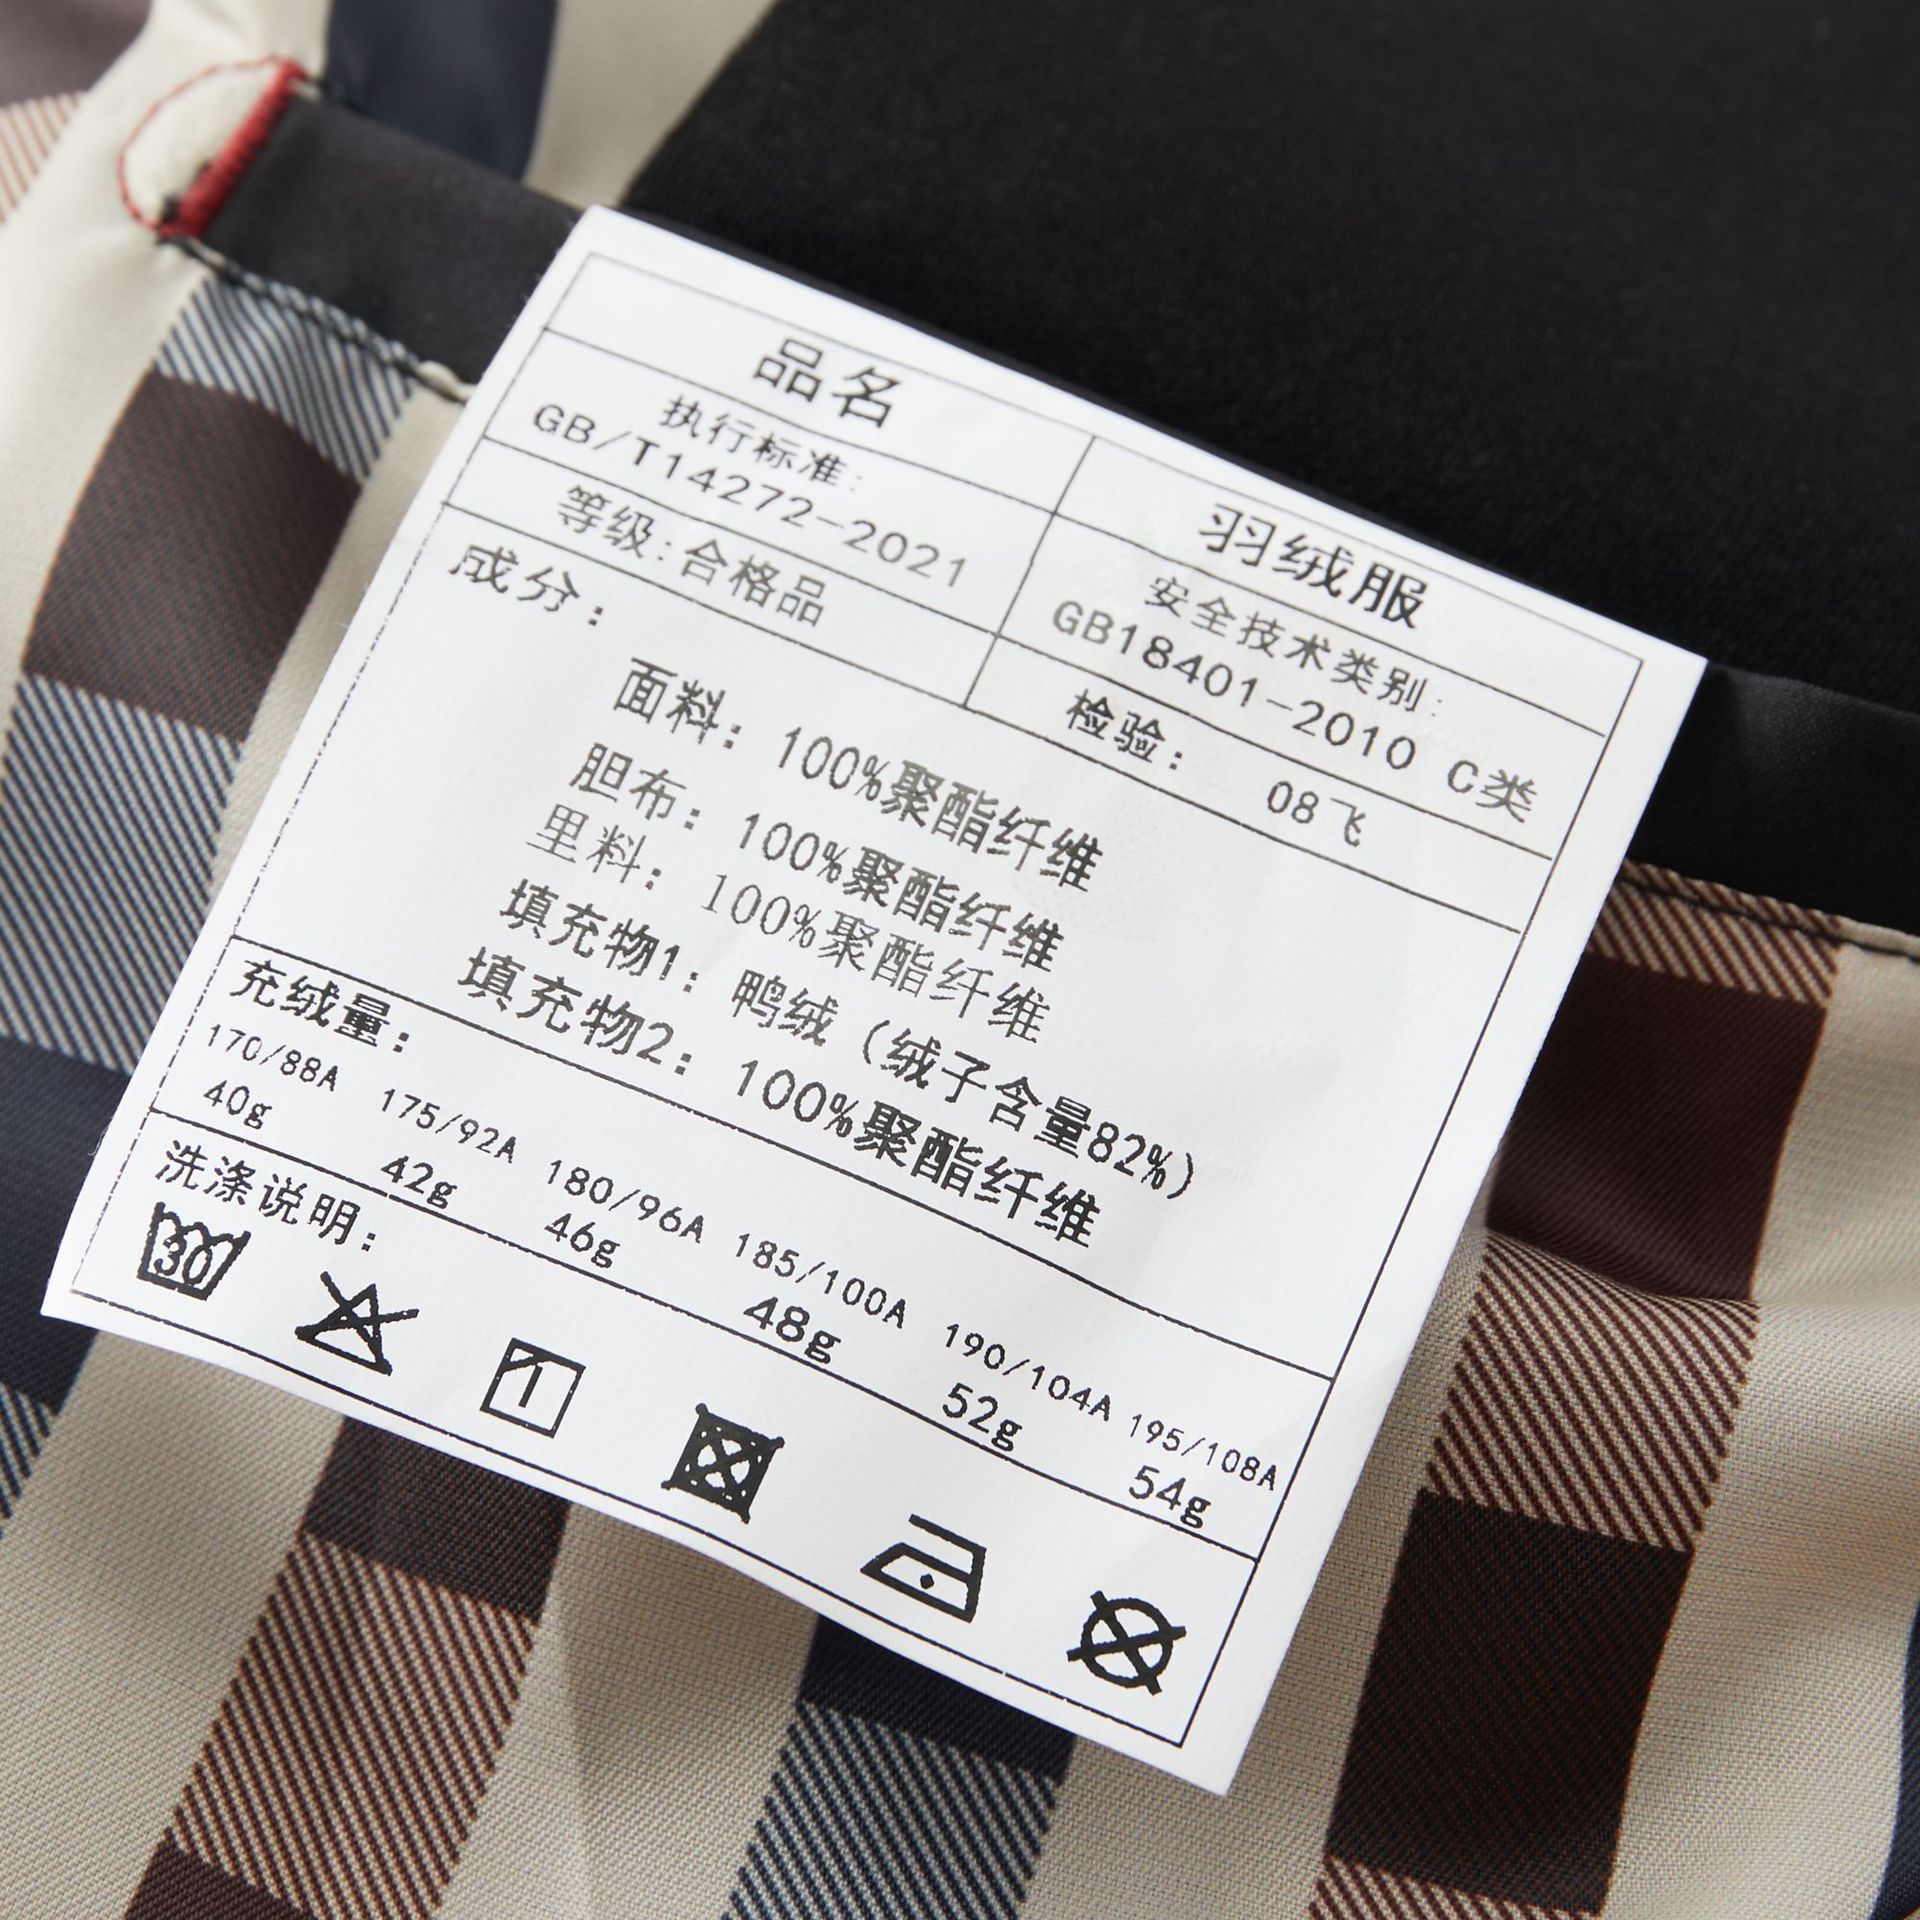 品名 羽绒服
执行标准: 安全技术类别:
GB/T14272-2021 GB18401-2010 C类
等级:合格品 检验: 08飞
成分:
面料: 100%聚酯纤维
胆布: 100%聚酯纤维
里料: 100%聚酯纤维
填充物1: 鸭绒 (绒子含量82%)
填充物2: 100%聚酯纤维
充绒量:
170/88A 175/92A 180/96A 185/100A 190/104A 195/108A
40g 42g 46g 48g 52g 54g
洗涤说明:
30